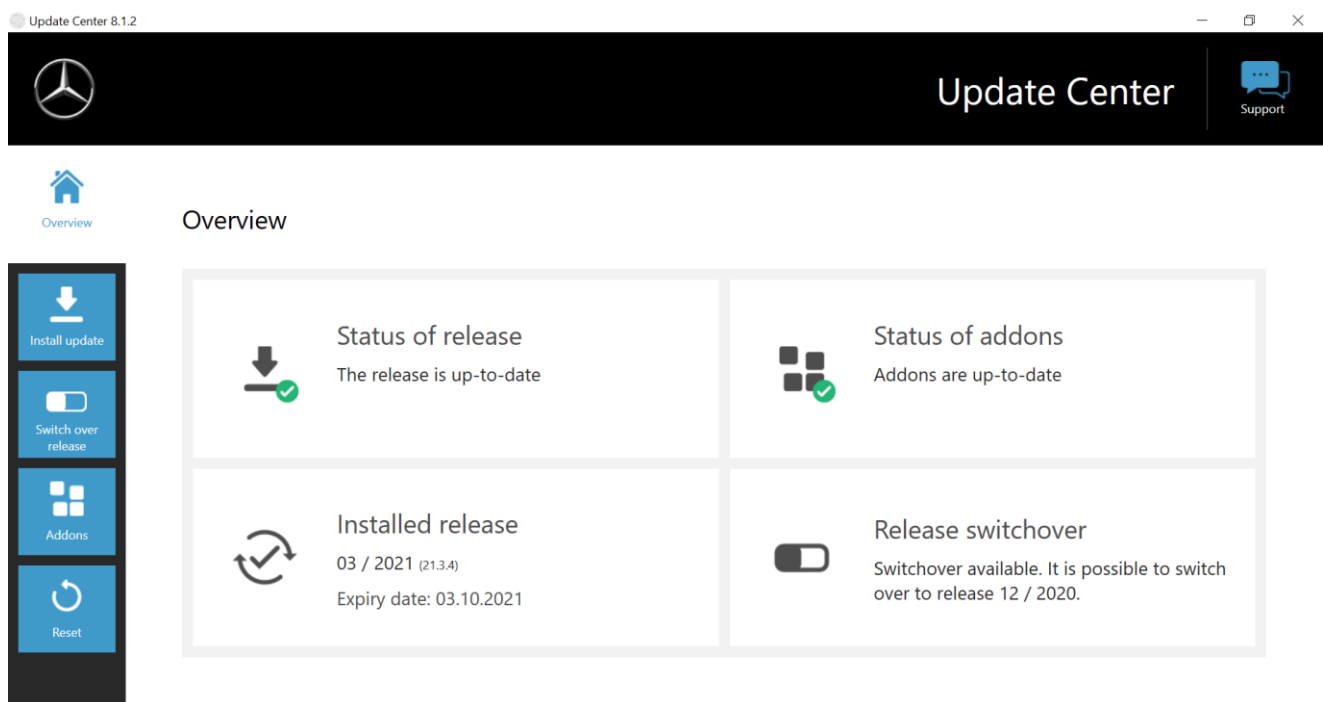 Update Center 8.1.2
Update Center
Support
Overview
Overview
Install update
Switch over
release
Addons
Reset
Status of release
The release is up-to-date
Status of addons
Addons are up-to-date
Installed release
03 / 2021 (21.3.4)
Expiry date: 03.10.2021
Release switchover
Switchover available. It is possible to switch
over to release 12 / 2020.